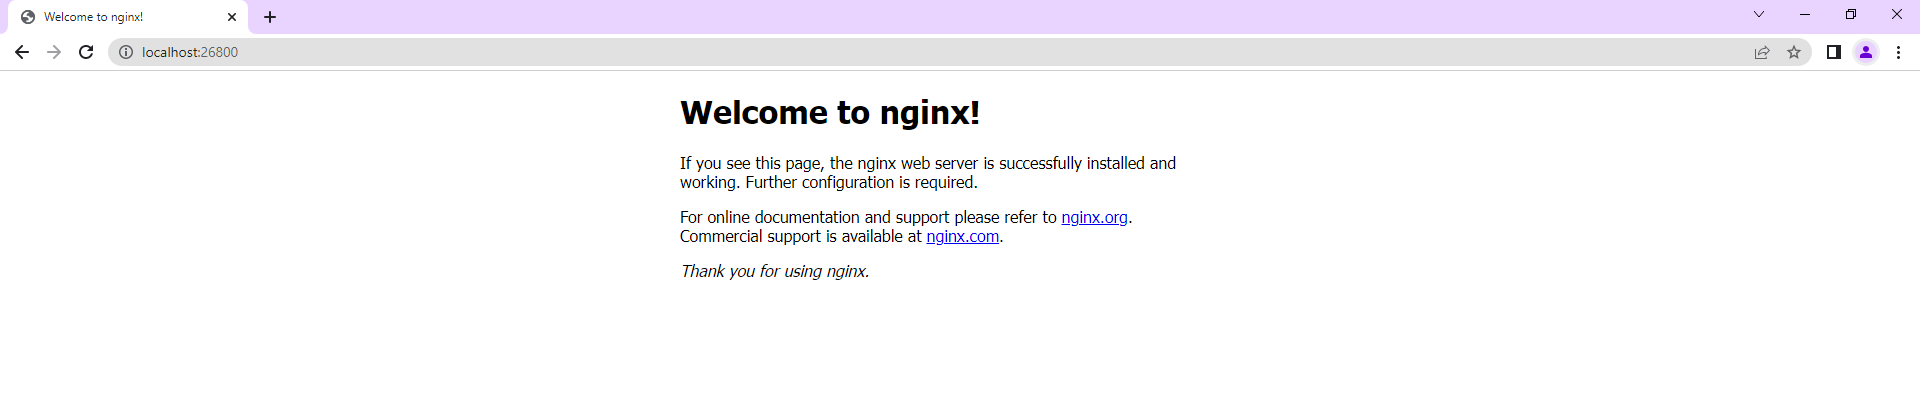 Welcome to nginx!
localhost:26800
Welcome to nginx!
If you see this page, the nginx web server is successfully installed and
working. Further configuration is required.
For online documentation and support please refer to nginx.org.
Commercial support is available at nginx.com.
Thank you for using nginx.